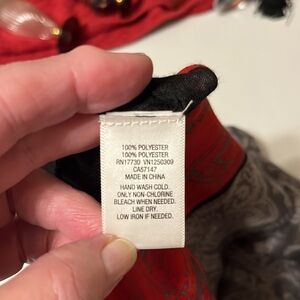 100% POLYESTER
100% POLYESTER
RN17730 VN1250309
CA57147
MADE IN CHINA
HAND WASH COLD.
ONLY NON-CHLORINE
BLEACH WHEN NEEDED.
LINE DRY.
LOW IRON IF NEEDED.